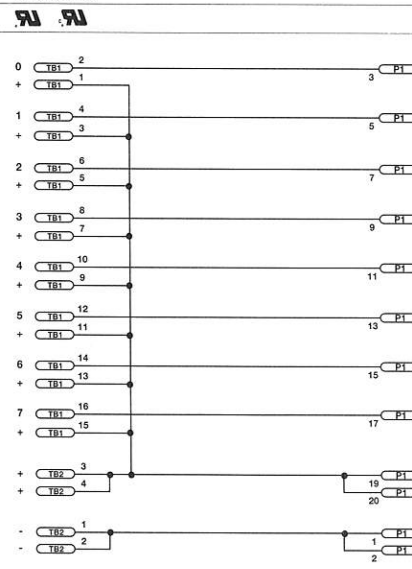 0 TB1 2 3 P1
+ TB1 1
1 TB1 4 5 P1
+ TB1 3
2 TB1 6 7 P1
+ TB1 5
3 TB1 8 9 P1
+ TB1 7
4 TB1 10 11 P1
+ TB1 9
5 TB1 12 13 P1
+ TB1 11
6 TB1 14 15 P1
+ TB1 13
7 TB1 16 17 P1
+ TB1 15
+ TB2 3 19 P1
+ TB2 4 20 P1
- TB2 1 1 P1
- TB2 2 2 P1